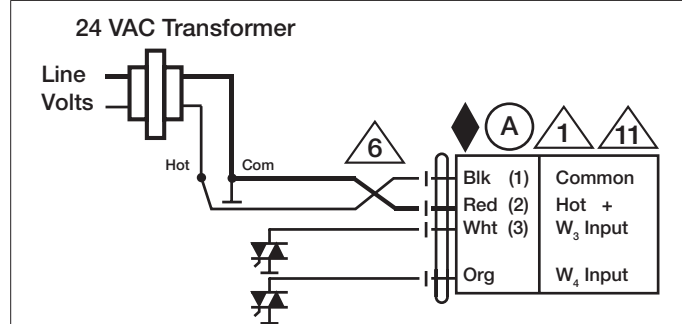 24 VAC Transformer
Line
Volts
Hot
Com
6
A
1
11
Blk (1) Common
Red (2) Hot +
Wht (3) W₃ Input
Org W₄ Input